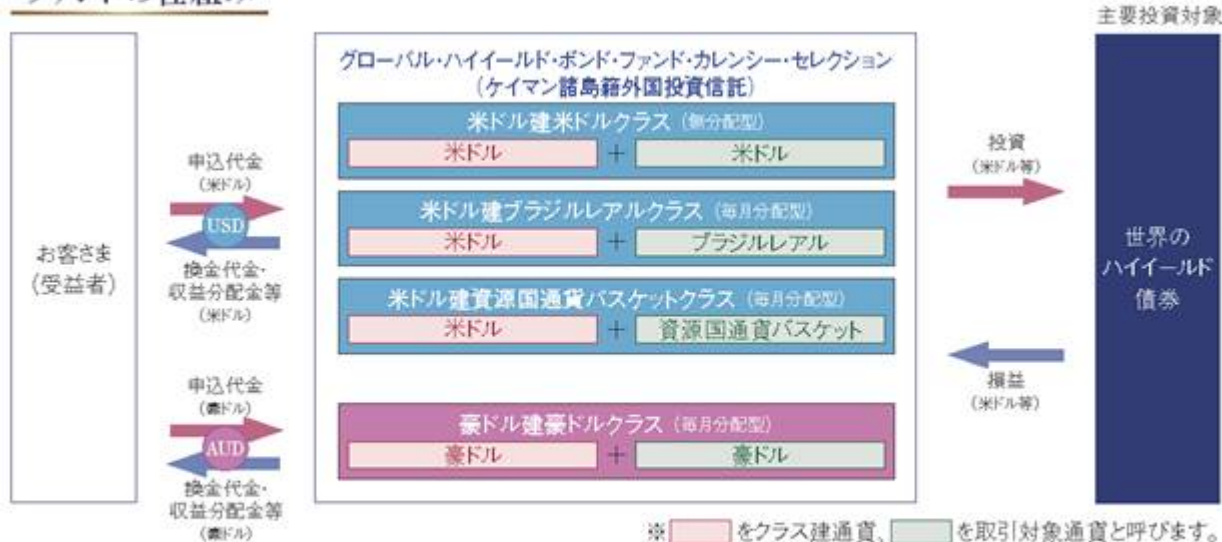 主要投資対象
お客さま
(受益者)
申込代金
(米ドル)
USD
換金代金・
収益分配金等
(米ドル)
申込代金
(豪ドル)
AUD
換金代金・
収益分配金等
(豪ドル)
グローバル・ハイイールド・ボンド・ファンド・カレンシー・セレクション
(ケイマン諸島籍外国投資信託)
米ドル建米ドルクラス (無分配型)
米ドル + 米ドル
米ドル建ブラジルレアルクラス (毎月分配型)
米ドル + ブラジルレアル
米ドル建資源国通貨バスケットクラス (毎月分配型)
米ドル + 資源国通貨バスケット
豪ドル建豪ドルクラス (毎月分配型)
豪ドル + 豪ドル
投資
(米ドル等)
損益
(米ドル等)
世界の
ハイイールド
債券
※ をクラス建通貨、 を取引対象通貨と呼びます。